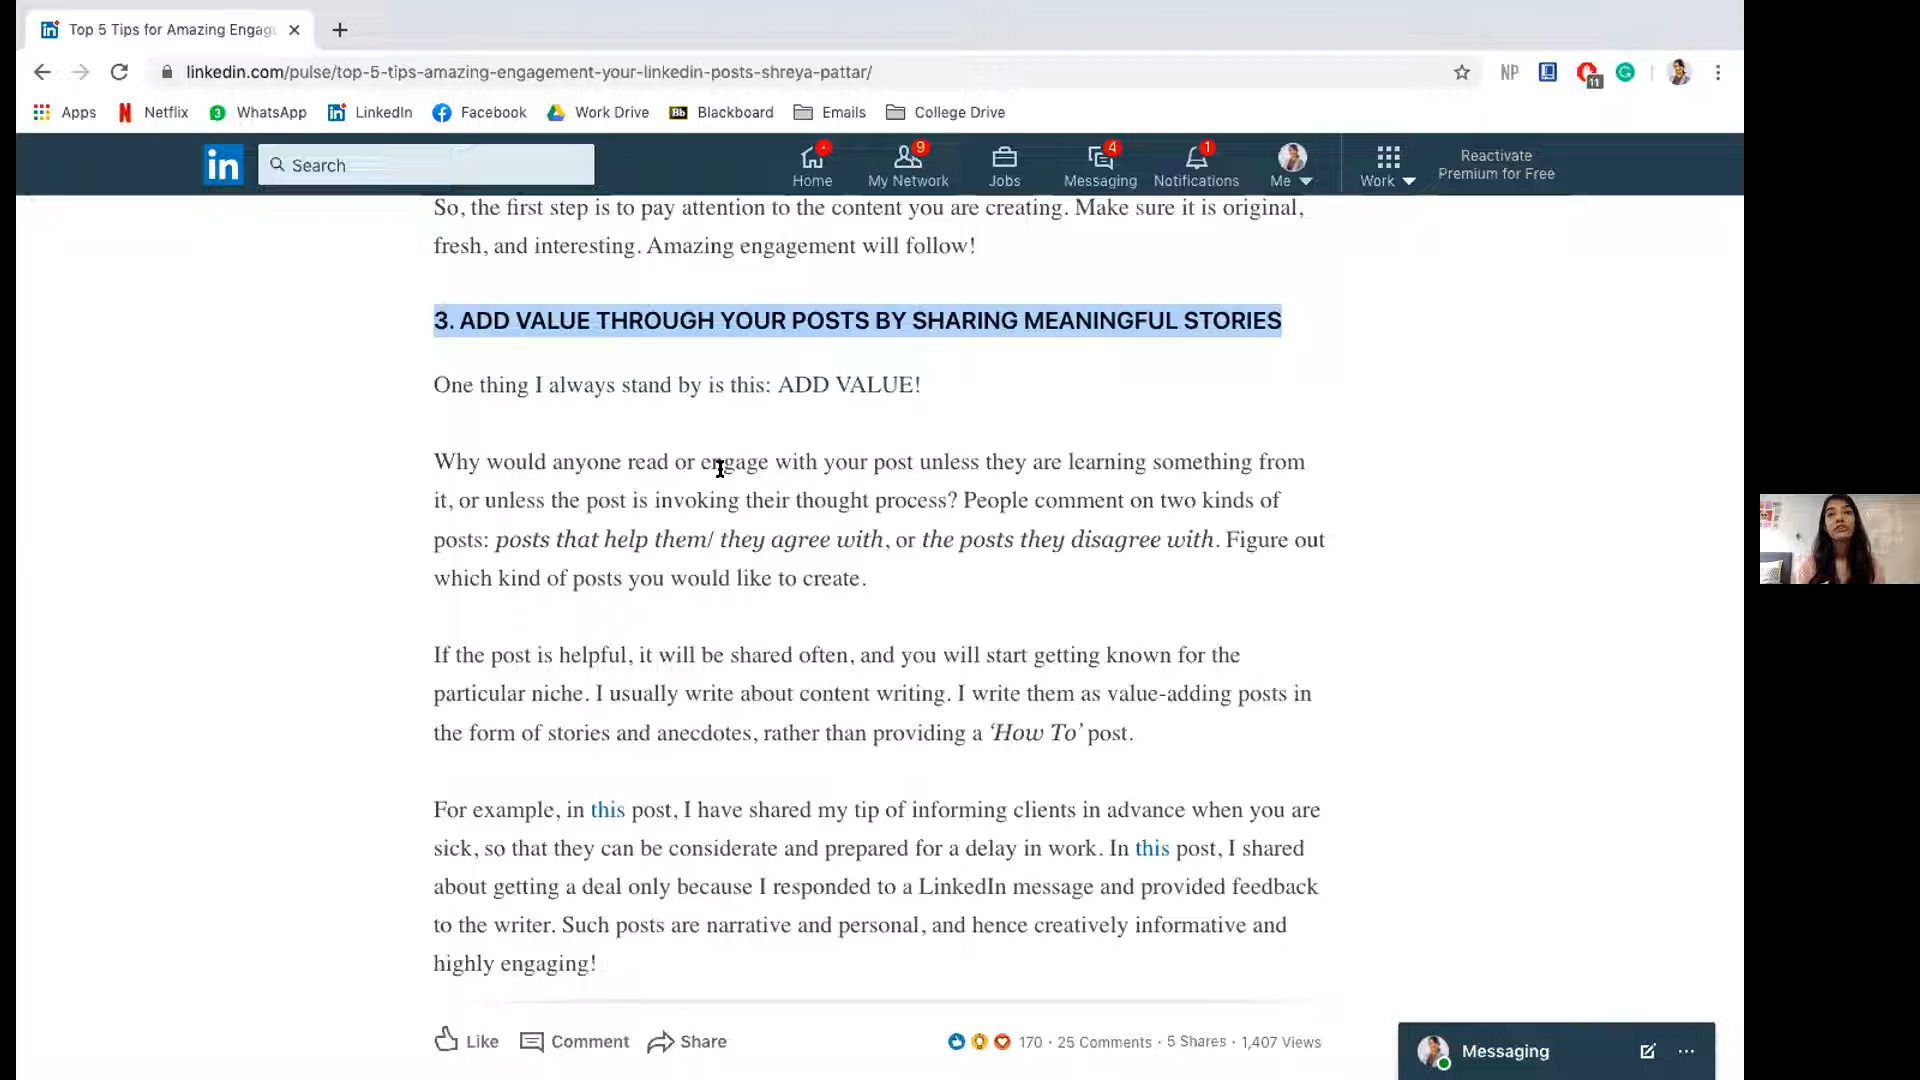 Top 5 Tips for Amazing Engag
linkedin.com/pulse/top-5-tips-amazing-engagement-your-linkedin-posts-shreya-pattar/
NP
11
Apps
Netflix
3
WhatsApp
LinkedIn
Facebook
Work Drive
Bb
Blackboard
Emails
College Drive
in
Search
Home
9
My Network
Jobs
4
Messaging
1
Notifications
Me
Work
Reactivate
Premium for Free
So, the first step is to pay attention to the content you are creating. Make sure it is original,
fresh, and interesting. Amazing engagement will follow!
3. ADD VALUE THROUGH YOUR POSTS BY SHARING MEANINGFUL STORIES
One thing I always stand by is this: ADD VALUE!
Why would anyone read or engage with your post unless they are learning something from
it, or unless the post is invoking their thought process? People comment on two kinds of
posts: posts that help them/ they agree with, or the posts they disagree with. Figure out
which kind of posts you would like to create.
If the post is helpful, it will be shared often, and you will start getting known for the
particular niche. I usually write about content writing. I write them as value-adding posts in
the form of stories and anecdotes, rather than providing a ‘How To’ post.
For example, in this post, I have shared my tip of informing clients in advance when you are
sick, so that they can be considerate and prepared for a delay in work. In this post, I shared
about getting a deal only because I responded to a LinkedIn message and provided feedback
to the writer. Such posts are narrative and personal, and hence creatively informative and
highly engaging!
Like
Comment
Share
170 · 25 Comments · 5 Shares · 1,407 Views
Messaging